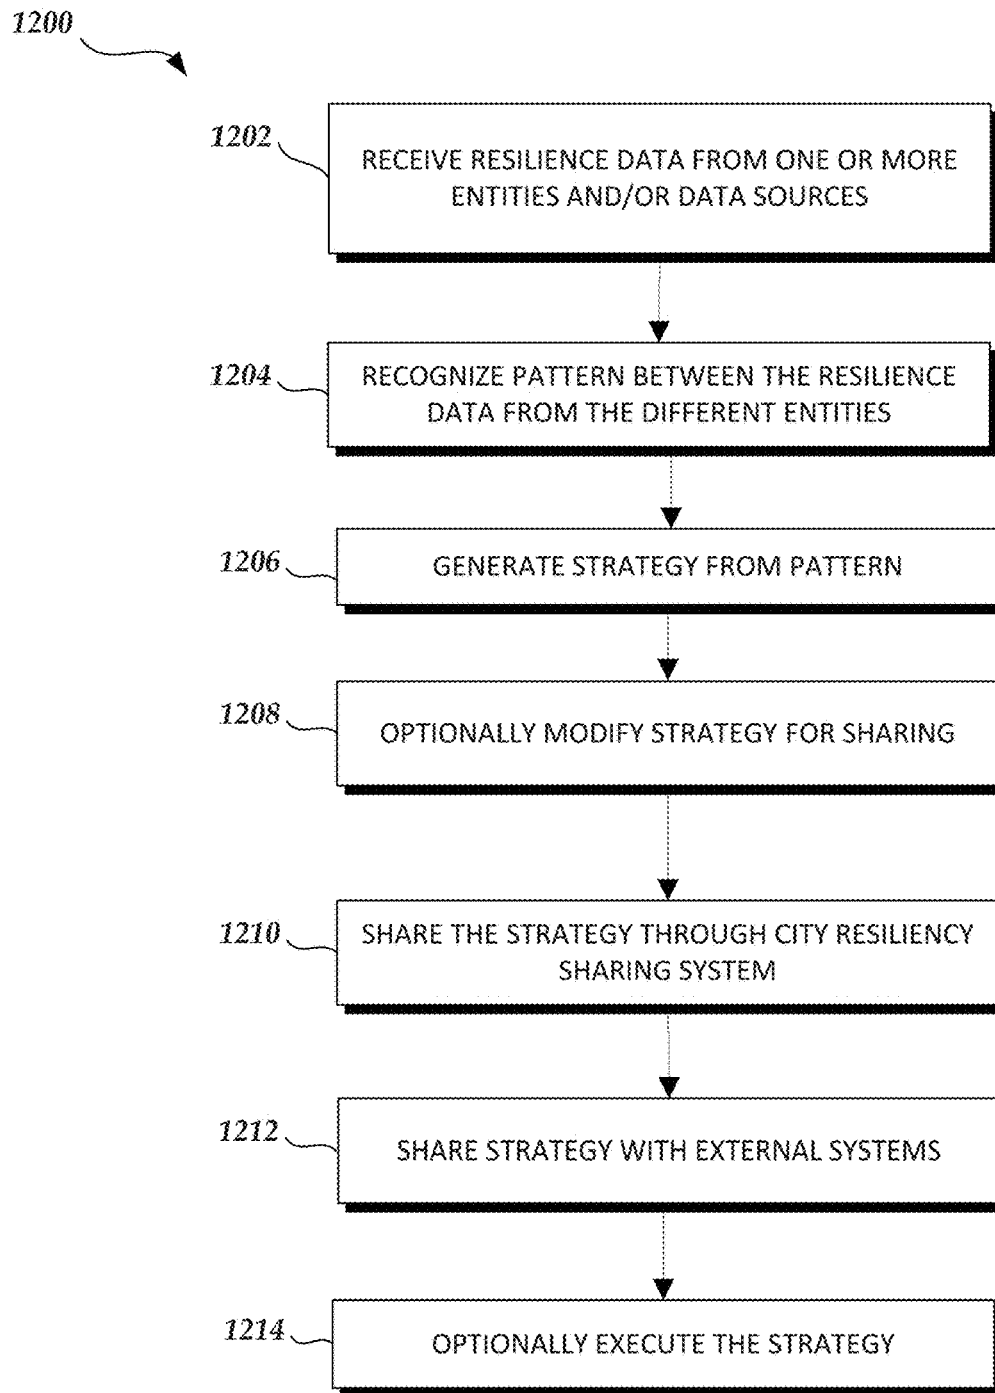 1200
1202
RECEIVE RESILIENCE DATA FROM ONE OR MORE
ENTITIES AND/OR DATA SOURCES
1204
RECOGNIZE PATTERN BETWEEN THE RESILIENCE
DATA FROM THE DIFFERENT ENTITIES
1206
GENERATE STRATEGY FROM PATTERN
1208
OPTIONALLY MODIFY STRATEGY FOR SHARING
1210
SHARE THE STRATEGY THROUGH CITY RESILIENCY
SHARING SYSTEM
1212
SHARE STRATEGY WITH EXTERNAL SYSTEMS
1214
OPTIONALLY EXECUTE THE STRATEGY